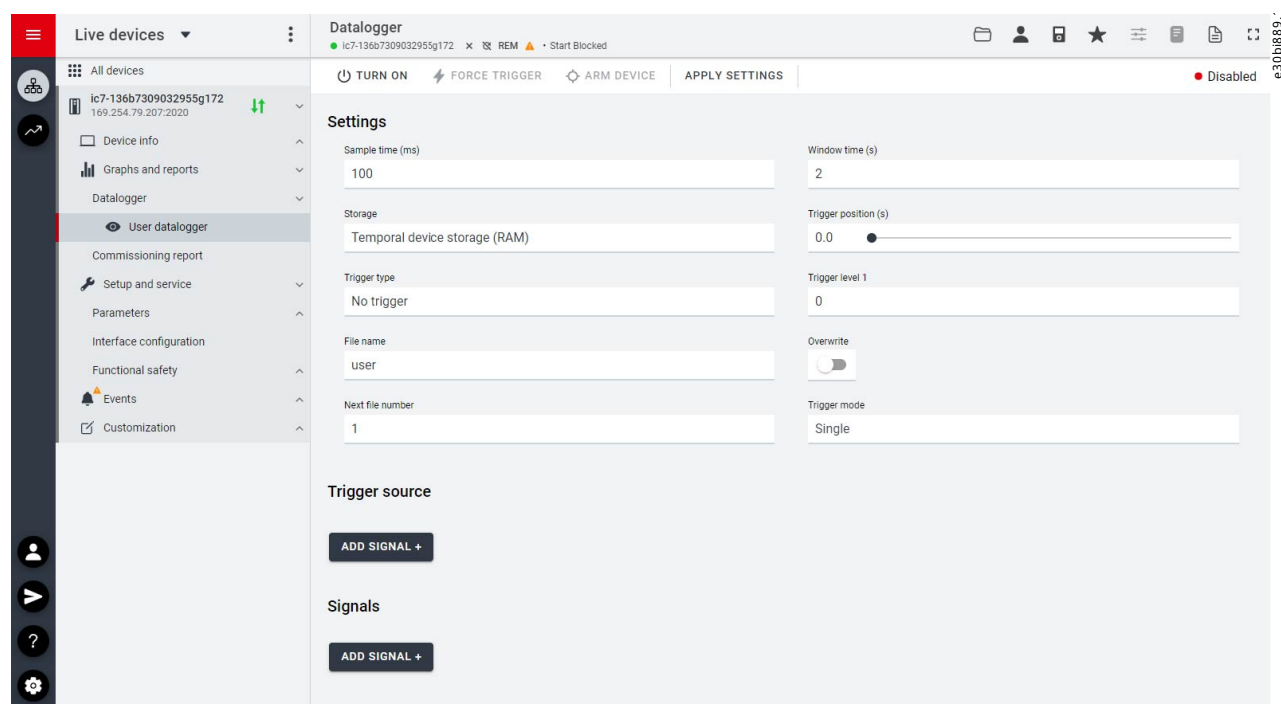 Live devices
Datalogger
ic7-136b7309032955g172 REM • Start Blocked
All devices
ic7-136b7309032955g172
169.254.79.207:2020
Device info
Graphs and reports
Datalogger
User datalogger
Commissioning report
Setup and service
Parameters
Interface configuration
Functional safety
Events
Customization
TURN ON FORCE TRIGGER ARM DEVICE APPLY SETTINGS Disabled
Settings
Sample time (ms)
100
Window time (s)
2
Storage
Temporal device storage (RAM)
Trigger position (s)
0.0
Trigger type
No trigger
Trigger level 1
0
File name
user
Overwrite
Next file number
1
Trigger mode
Single
Trigger source
ADD SIGNAL +
Signals
ADD SIGNAL +
?